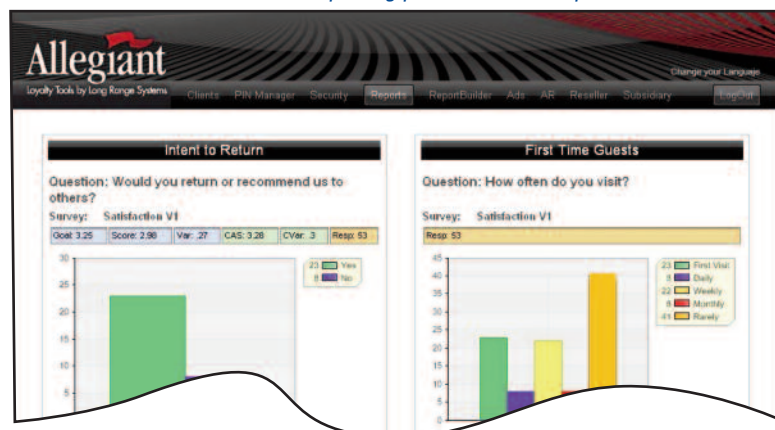 Allegiant
Loyalty Tools by Long Range Systems
Change your Language
Clients PIN Manager Security Reports ReportBuilder Ads AR Reseller Subsidiary LogOut
Intent to Return
Question: Would you return or recommend us to
others?
Survey: Satisfaction V1
Goal: 3.25 Score: 2.98 Var: .27 CAS: 3.28 CVar: .3 Resp: 53
30
25
20
15
10
5
23 Yes
8 No
First Time Guests
Question: How often do you visit?
Survey: Satisfaction V1
Resp: 53
45
40
35
30
25
20
15
10
5
0
23 First Visit
8 Daily
22 Weekly
8 Monthly
41 Rarely